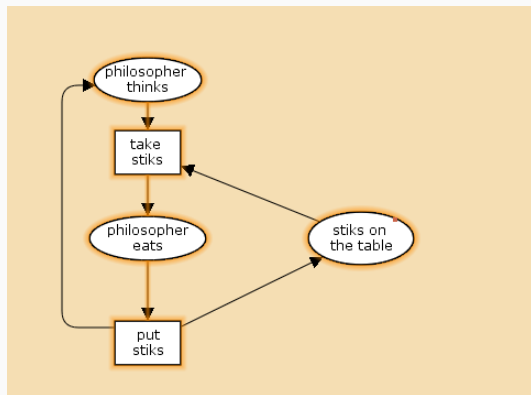 philosopher
thinks
take
stiks
philosopher
eats
stiks on
the table
put
stiks